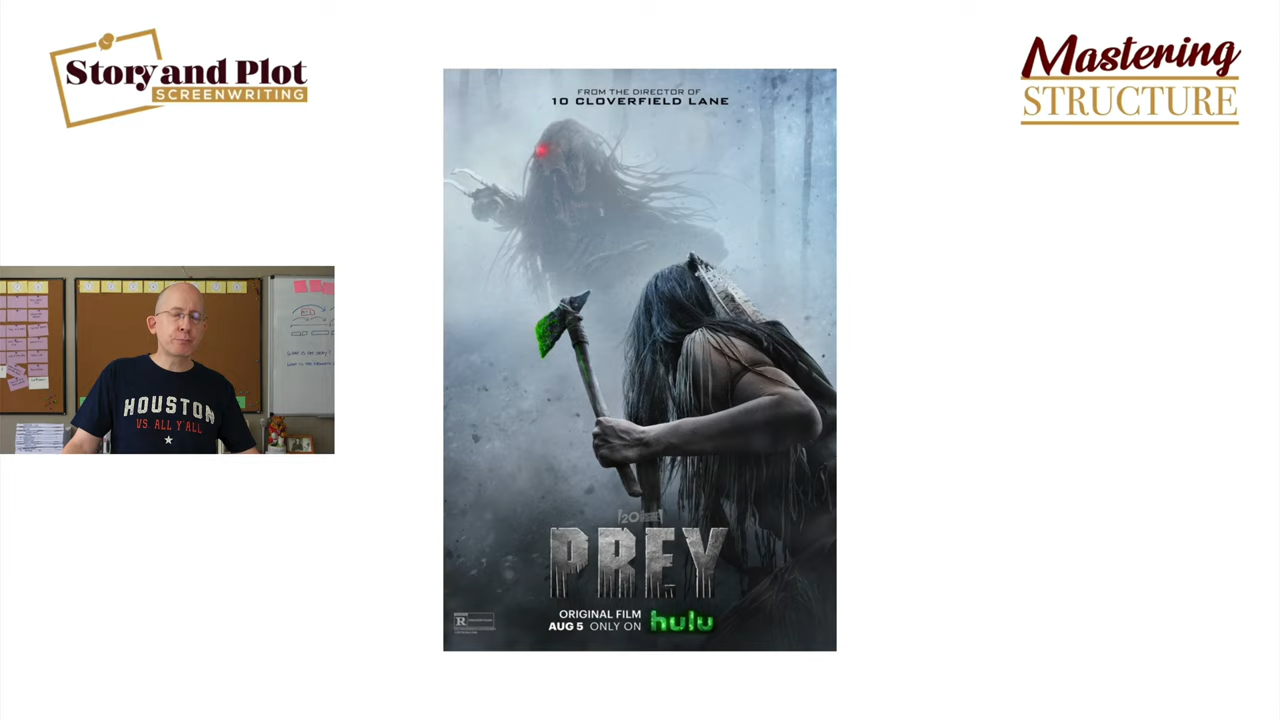 Story and Plot
SCREENWRITING
Mastering
STRUCTURE
FROM THE DIRECTOR OF
10 CLOVERFIELD LANE
HOUSTON
VS. ALL Y'ALL
PREY
R
ORIGINAL FILM
AUG 5 ONLY ON hulu